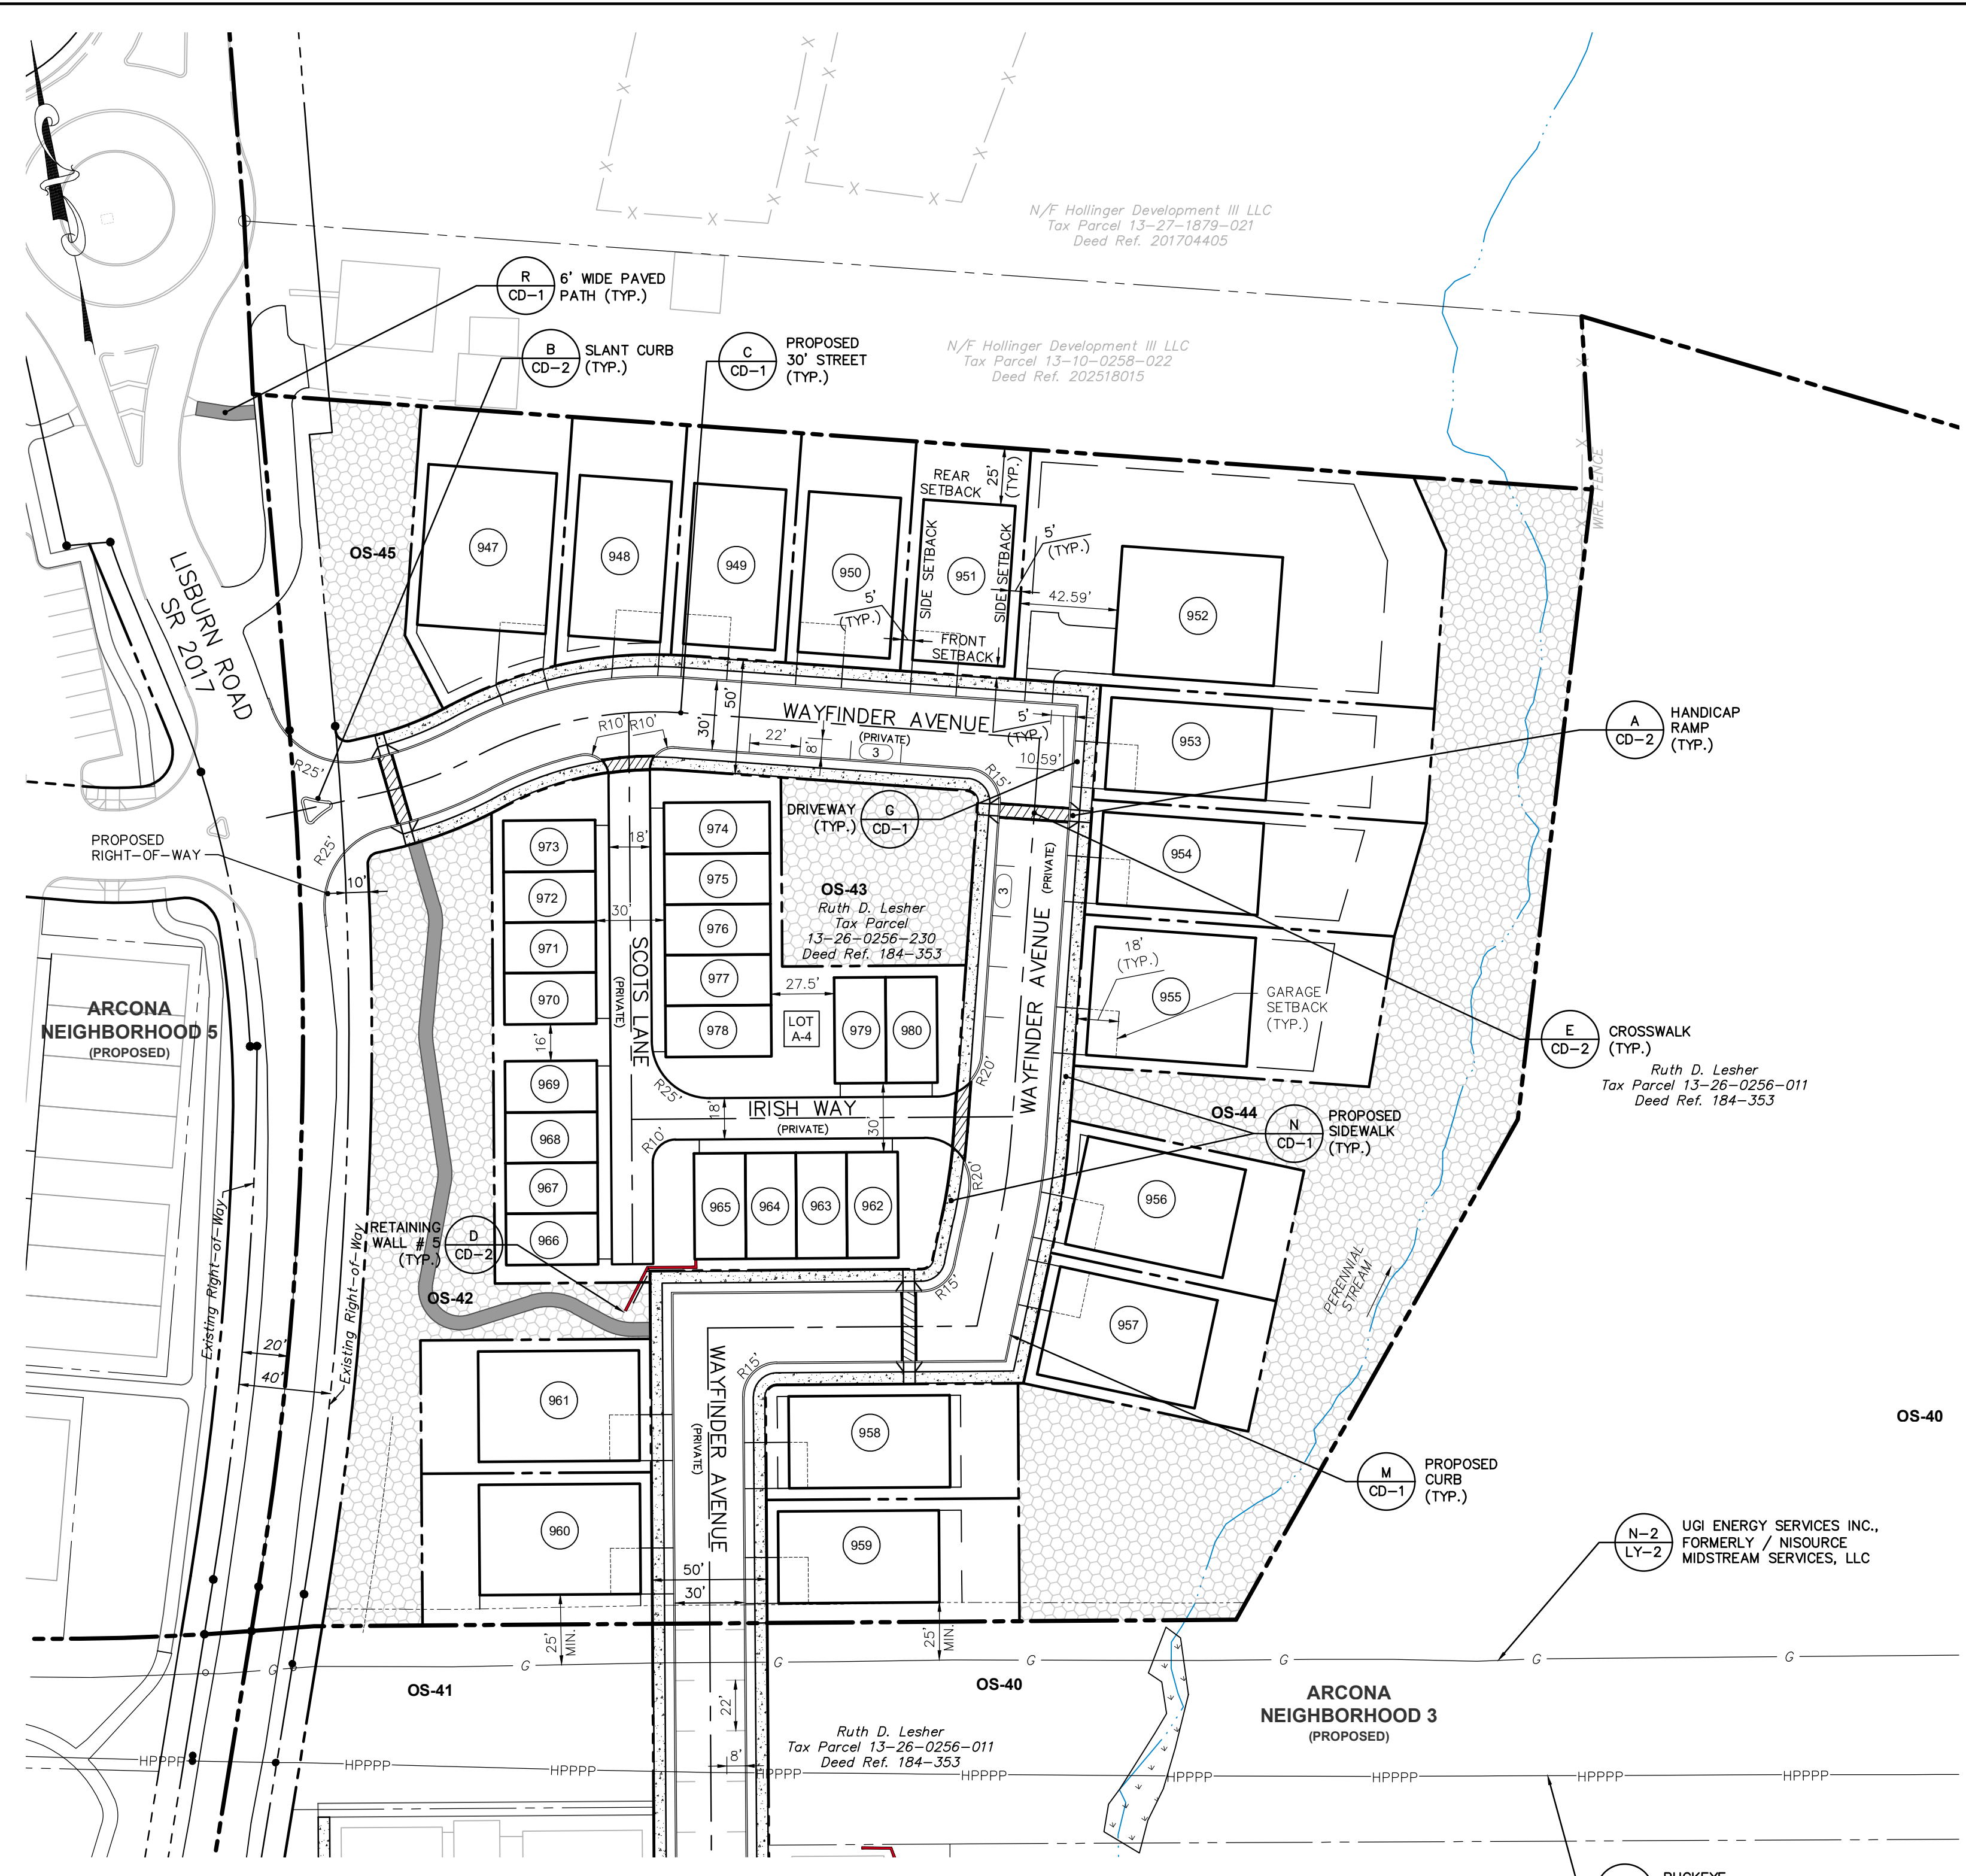 N/F Hollinger Development III LLC
Tax Parcel 13-27-1879-021
Deed Ref. 201704405
R
CD-1
6' WIDE PAVED
PATH (TYP.)
B
CD-2
SLANT CURB
(TYP.)
C
CD-1
PROPOSED
30' STREET
(TYP.)
N/F Hollinger Development III LLC
Tax Parcel 13-10-0258-022
Deed Ref. 202518015
WIRE FENCE
LISBURN ROAD
SR 2017
OS-45
947
948
949
950
951
952
REAR
SETBACK
25'
(TYP.)
SIDE SETBACK
SIDE SETBACK
5'
(TYP.)
5'
(TYP.)
42.59'
FRONT
SETBACK
WAYFINDER AVENUE
(PRIVATE)
3
50'
30'
R10'
R10'
22'
8'
5'
(TYP.)
10.59'
R15'
R25'
R25'
A
CD-2
HANDICAP
RAMP
(TYP.)
953
954
955
DRIVEWAY
(TYP.)
G
CD-1
PROPOSED
RIGHT-OF-WAY
10'
973
972
971
970
974
975
976
977
978
18'
30'
SCOTS LANE
(PRIVATE)
16'
OS-43
Ruth D. Lesher
Tax Parcel
13-26-0256-230
Deed Ref. 184-353
27.5'
LOT
A-4
979
980
WAYFINDER AVENUE
(PRIVATE)
3
18'
(TYP.)
GARAGE
SETBACK
(TYP.)
E
CD-2
CROSSWALK
(TYP.)
Ruth D. Lesher
Tax Parcel 13-26-0256-011
Deed Ref. 184-353
ARCONA
NEIGHBORHOOD 5
(PROPOSED)
969
968
967
966
R25'
R20'
18'
IRISH WAY
(PRIVATE)
30'
R10'
R20'
OS-44
N
CD-1
PROPOSED
SIDEWALK
(TYP.)
965
964
963
962
956
957
RETAINING
WALL # 5
(TYP.)
D
CD-2
Existing Right-of-Way
Existing Right-of-Way
OS-42
R15'
PERENNIAL
STREAM
20'
40'
R15'
WAYFINDER AVENUE
(PRIVATE)
961
960
958
959
OS-40
M
CD-1
PROPOSED
CURB
(TYP.)
N-2
LY-2
UGI ENERGY SERVICES INC.,
FORMERLY / NISOURCE
MIDSTREAM SERVICES, LLC
50'
30'
25'
MIN.
25'
MIN.
G
G
G
G
G
G
G
OS-41
OS-40
ARCONA
NEIGHBORHOOD 3
(PROPOSED)
22'
8'
Ruth D. Lesher
Tax Parcel 13-26-0256-011
Deed Ref. 184-353
HPPPP
HPPPP
HPPPP
HPPPP
HPPPP
HPPPP
HPPPP
HPPPP
HPPPP